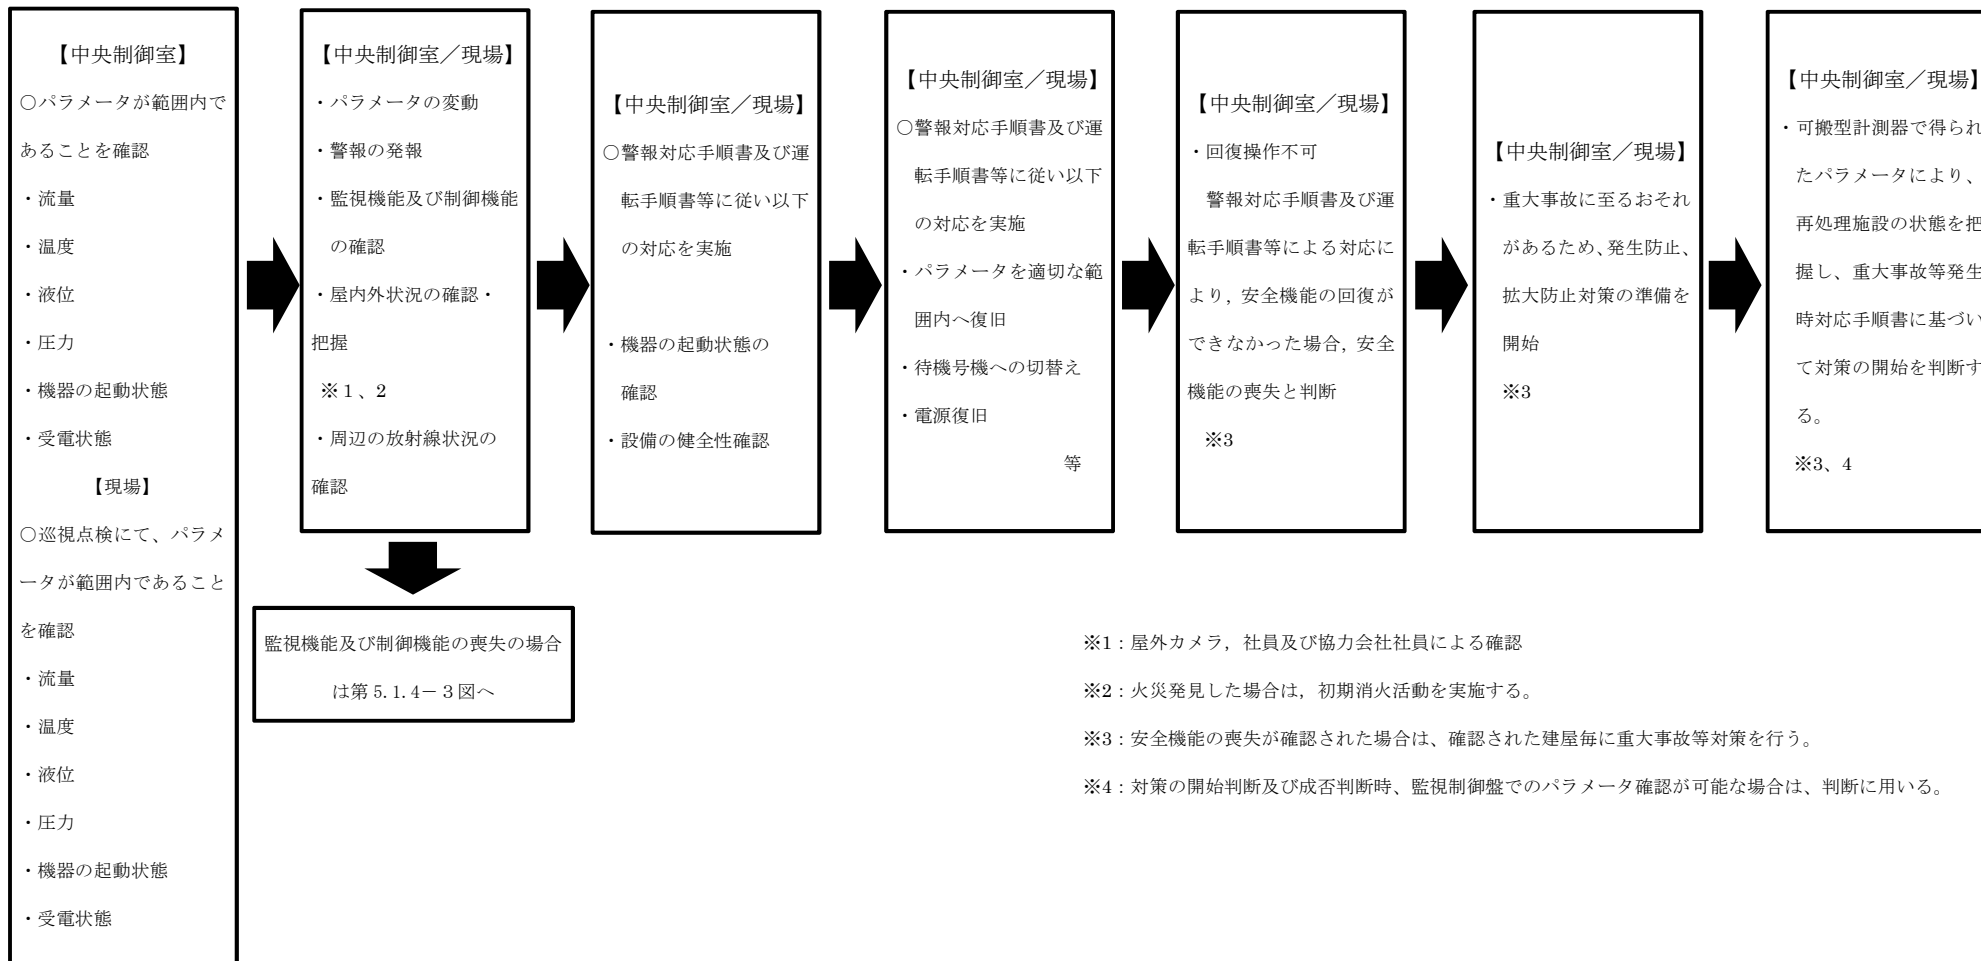 【中央制御室】
○パラメータが範囲内で
あることを確認
・流量
・温度
・液位
・圧力
・機器の起動状態
・受電状態
【現場】
○巡視点検にて、パラメ
ータが範囲内であること
を確認
・流量
・温度
・液位
・圧力
・機器の起動状態
・受電状態
【中央制御室／現場】
・パラメータの変動
・警報の発報
・監視機能及び制御機能
の確認
・屋内外状況の確認・
把握
※１、2
・周辺の放射線状況の
確認
監視機能及び制御機能の喪失の場合
は第 5.1.4－３図へ
【中央制御室／現場】
○警報対応手順書及び運
転手順書等に従い以下
の対応を実施
・機器の起動状態の
確認
・設備の健全性確認
【中央制御室／現場】
○警報対応手順書及び運
転手順書等に従い以下
の対応を実施
・パラメータを適切な範
囲内へ復旧
・待機号機への切替え
・電源復旧
等
【中央制御室／現場】
・回復操作不可
警報対応手順書及び運
転手順書等による対応に
より，安全機能の回復が
できなかった場合，安全
機能の喪失と判断
※3
【中央制御室／現場】
・重大事故に至るおそれ
があるため、発生防止、
拡大防止対策の準備を
開始
※3
【中央制御室／現場】
・可搬型計測器で得られ
たパラメータにより、
再処理施設の状態を把
握し、重大事故等発生
時対応手順書に基づい
て対策の開始を判断す
る。
※3、4
※1：屋外カメラ，社員及び協力会社社員による確認
※2：火災発見した場合は，初期消火活動を実施する。
※3：安全機能の喪失が確認された場合は、確認された建屋毎に重大事故等対策を行う。
※4：対策の開始判断及び成否判断時、監視制御盤でのパラメータ確認が可能な場合は、判断に用いる。